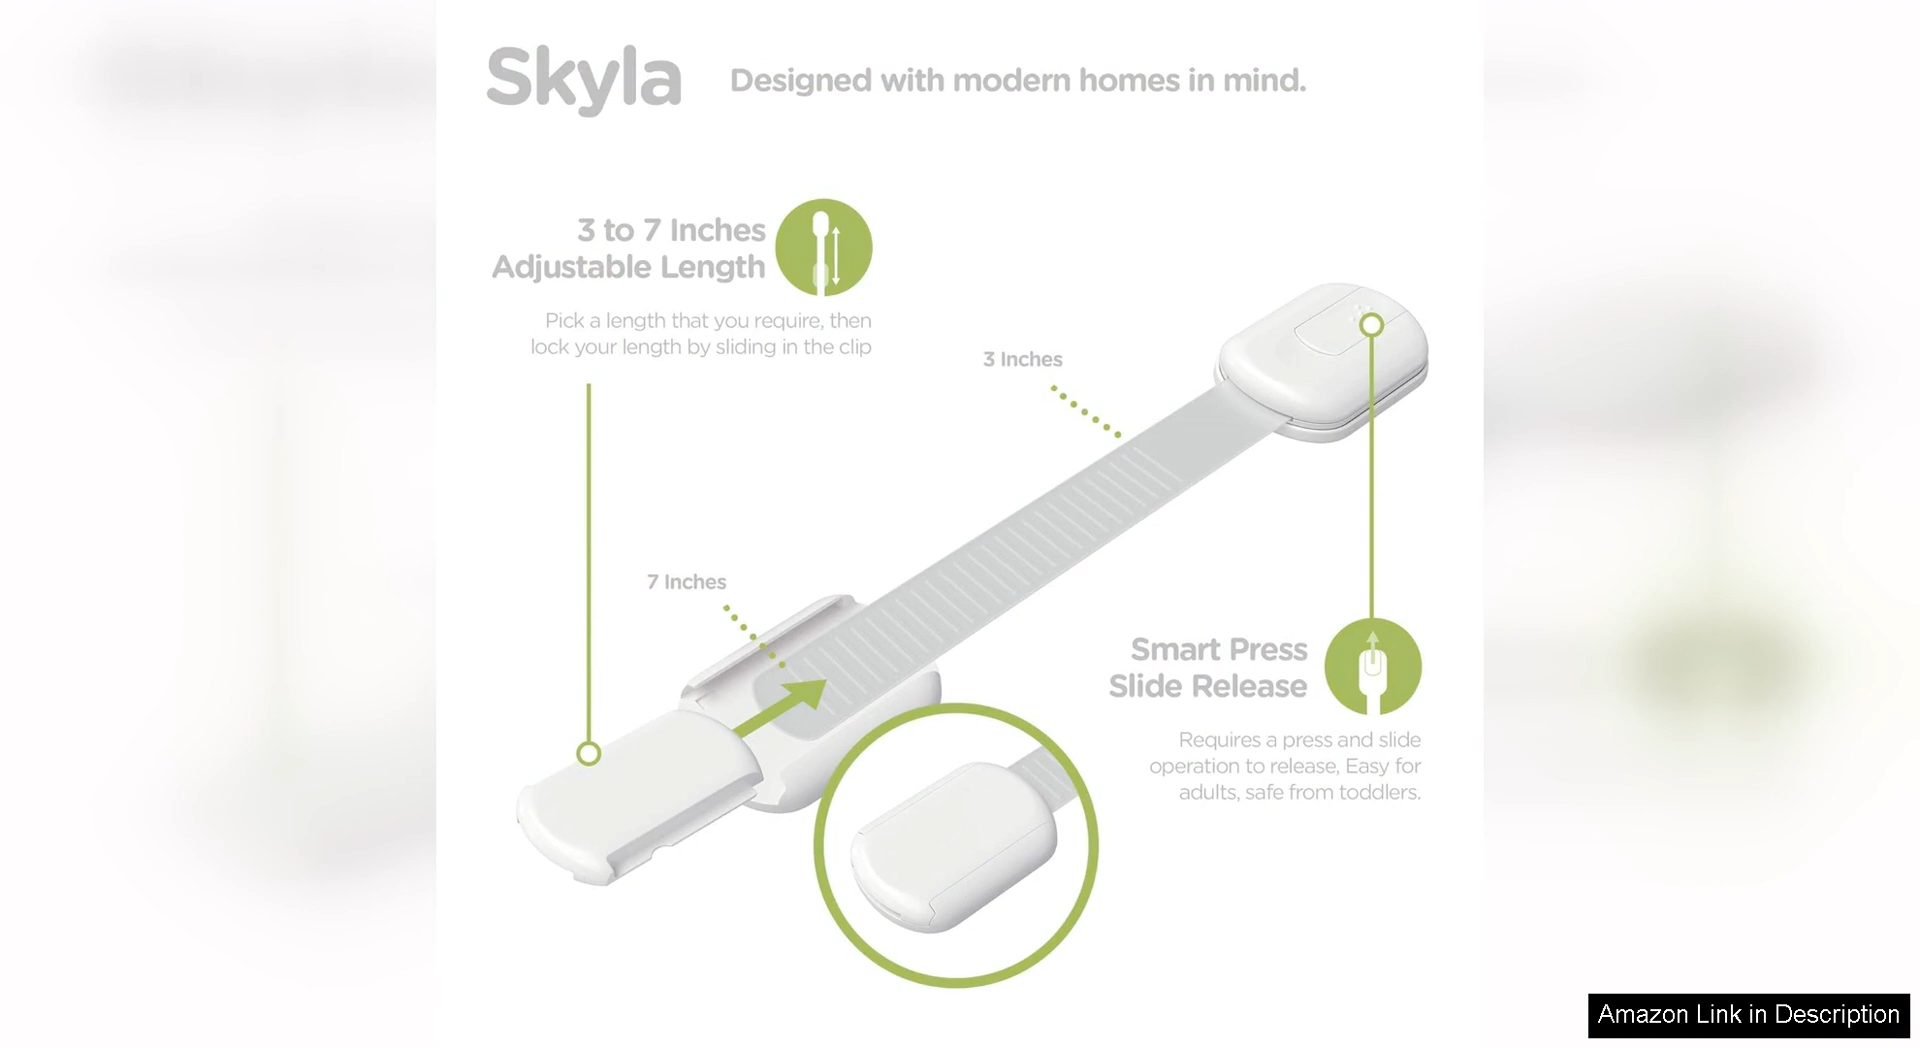 Skyla
Designed with modern homes in mind.
3 to 7 Inches
Adjustable Length
Pick a length that you require, then
lock your length by sliding in the clip
3 Inches
7 Inches
Smart Press
Slide Release
Requires a press and slide
operation to release, Easy for
adults, safe from toddlers.
Amazon Link in Description